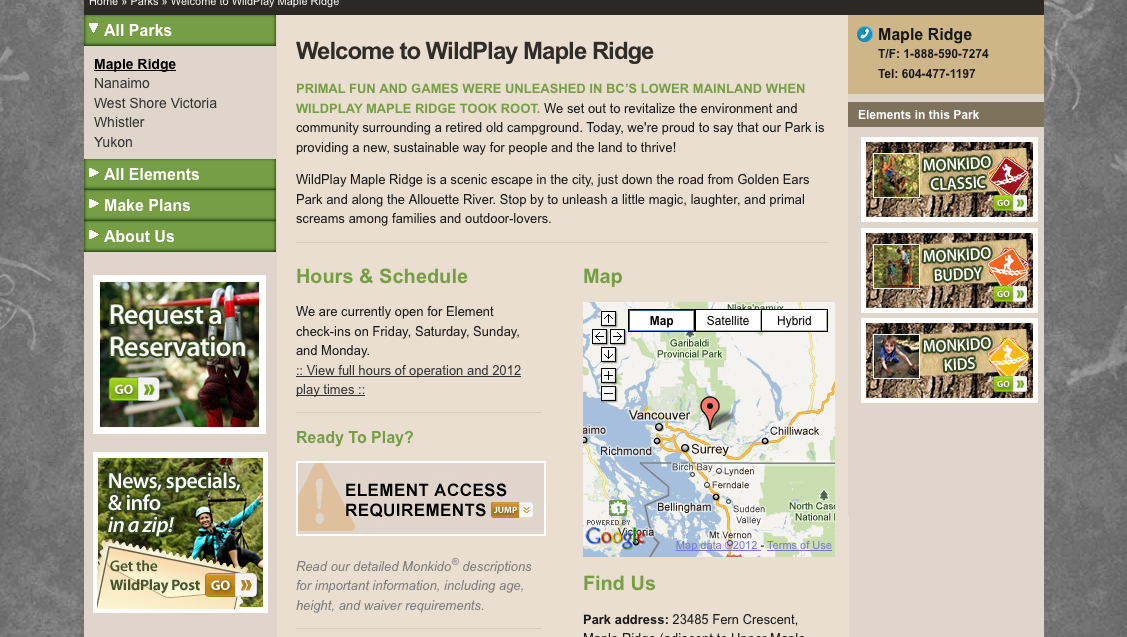 Home » Parks » Welcome to WildPlay Maple Ridge
All Parks
Maple Ridge
Nanaimo
West Shore Victoria
Whistler
Yukon
All Elements
Make Plans
About Us
Request a
Reservation
GO
News, specials,
& info
in a zip!
Get the
WildPlay Post GO
Welcome to WildPlay Maple Ridge
PRIMAL FUN AND GAMES WERE UNLEASHED IN BC'S LOWER MAINLAND WHEN
WILDPLAY MAPLE RIDGE TOOK ROOT. We set out to revitalize the environment and
community surrounding a retired old campground. Today, we're proud to say that our Park is
providing a new, sustainable way for people and the land to thrive!
WildPlay Maple Ridge is a scenic escape in the city, just down the road from Golden Ears
Park and along the Allouette River. Stop by to unleash a little magic, laughter, and primal
screams among families and outdoor-lovers.
Hours & Schedule
We are currently open for Element
check-ins on Friday, Saturday, Sunday,
and Monday.
:: View full hours of operation and 2012
play times ::
Ready To Play?
ELEMENT ACCESS
REQUIREMENTS JUMP
Read our detailed Monkido® descriptions
for important information, including age,
height, and waiver requirements.
Map
Nlaka'pamux
Map Satellite Hybrid
Garibaldi
Provincial Park
Vancouver
aimo
Chilliwack
Richmond
Surrey
Birch Bay
Lynden
Ferndale
Bellingham
Sudden
Valley
North Casc
National
1
POWERED BY
Google
Victoria
Mt Vernon
Map data ©2012 - Terms of Use
Find Us
Park address: 23485 Fern Crescent,
Maple Ridge (adjacent to Upper Maple
Maple Ridge
T/F: 1-888-590-7274
Tel: 604-477-1197
Elements in this Park
MONKIDO
CLASSIC
GO
MONKIDO
BUDDY
GO
MONKIDO
KIDS
GO